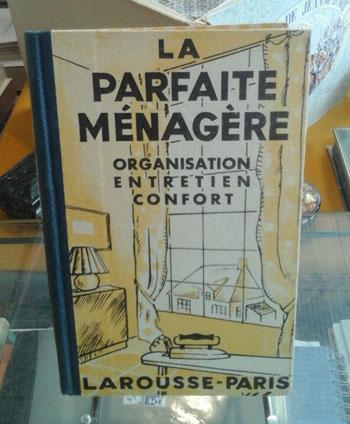 LA
PARFAITE
MÉNAGÈRE
ORGANISATION
ENTRETIEN
CONFORT
LAROUSSE-PARIS